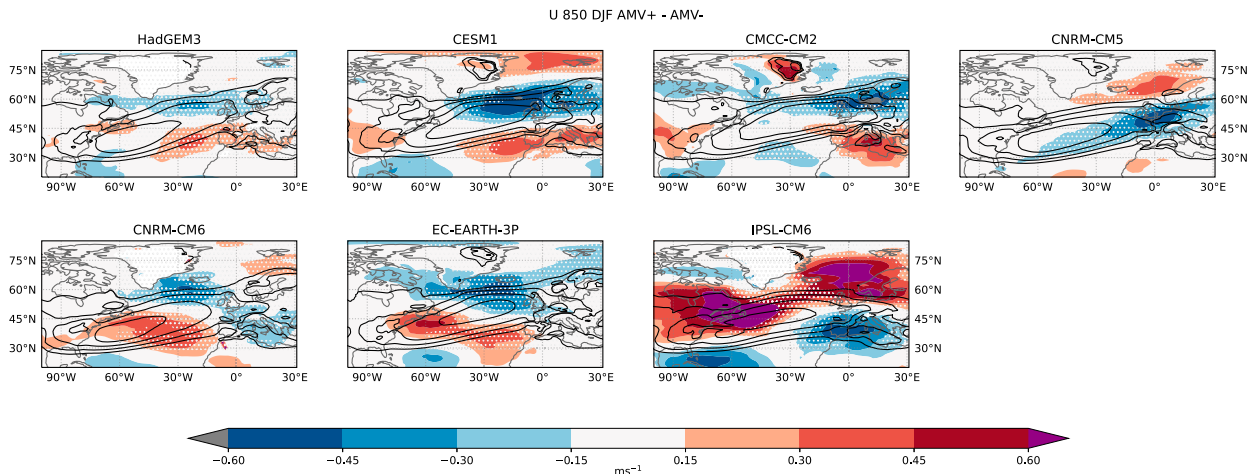 U 850 DJF AMV+ - AMV-
HadGEM3
CESM1
CMCC-CM2
CNRM-CM5
75°N
60°N
45°N
30°N
75°N
60°N
45°N
30°N
90°W 60°W 30°W 0° 30°E
90°W 60°W 30°W 0° 30°E
90°W 60°W 30°W 0° 30°E
90°W 60°W 30°W 0° 30°E
CNRM-CM6
EC-EARTH-3P
IPSL-CM6
75°N
60°N
45°N
30°N
75°N
60°N
45°N
30°N
90°W 60°W 30°W 0° 30°E
90°W 60°W 30°W 0° 30°E
90°W 60°W 30°W 0° 30°E
−0.60 −0.45 −0.30 −0.15 0.15 0.30 0.45 0.60
ms⁻¹